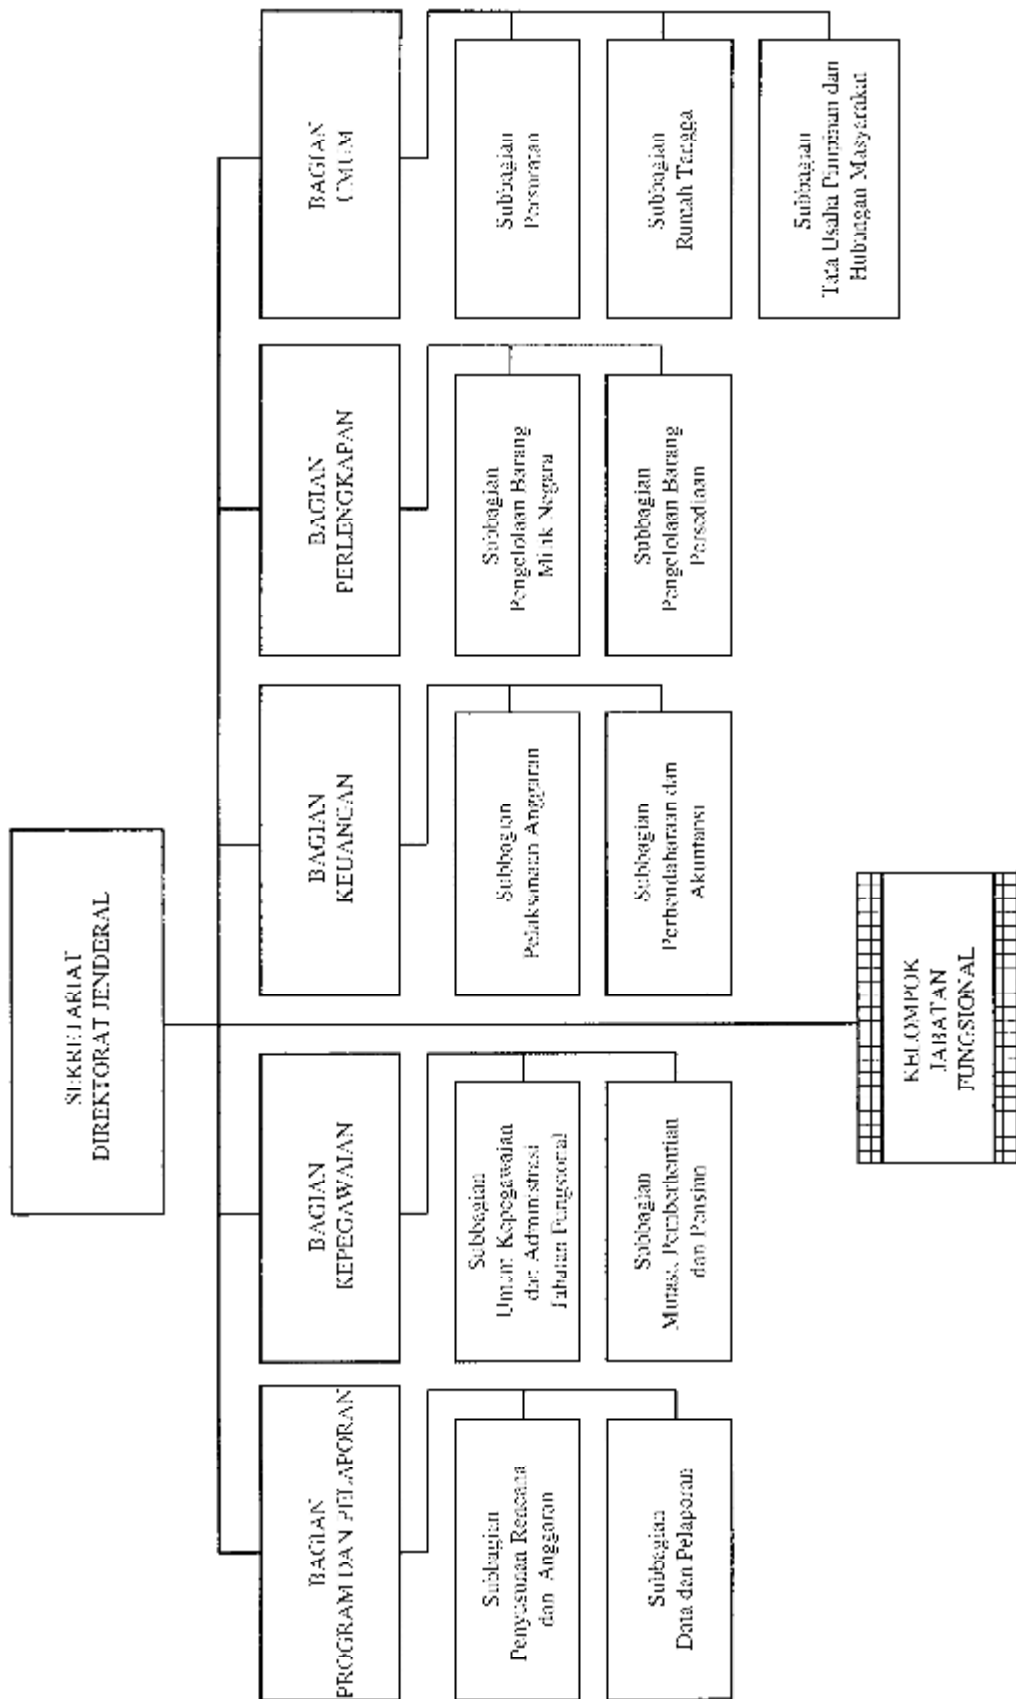 SEKRETARIAT
DIREKTORAT JENDERAL
BAGIAN
PROGRAM DAN PELAPORAN
BAGIAN
KEPEGAWAIAN
BAGIAN
KEUANGAN
BAGIAN
PERLENGKAPAN
BAGIAN
UMUM
Subbagian
Penyusunan Rencana
dan Anggaran
Subbagian
Data dan Pelaporan
Subbagian
Umum Kepegawaian
dan Administrasi
Jabatan Fungsional
Subbagian
Mutasi, Pemberhentian
dan Pensiun
Subbagian
Pelaksanaan Anggaran
Subbagian
Perbendaharaan dan
Akuntansi
Subbagian
Pengelolaan Barang
Milik Negara
Subbagian
Pengelolaan Barang
Persediaan
Subbagian
Persuratan
Subbagian
Rumah Tangga
Subbagian
Tata Usaha Pimpinan dan
Hubungan Masyarakat
KELOMPOK
JABATAN
FUNGSIONAL